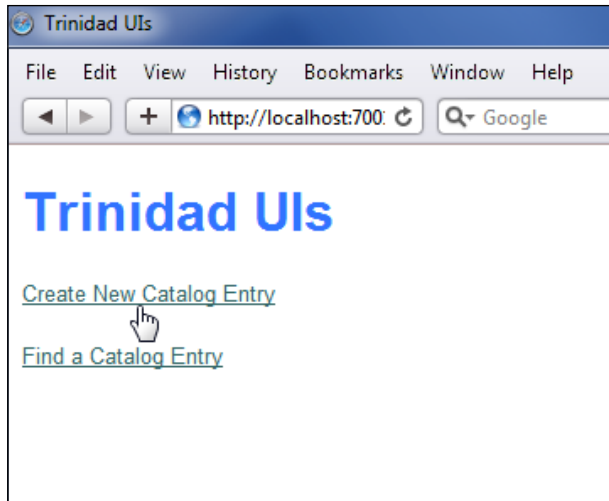 Trinidad UIs
File Edit View History Bookmarks Window Help
http://localhost:700 Google
Trinidad UIs
Create New Catalog Entry
Find a Catalog Entry